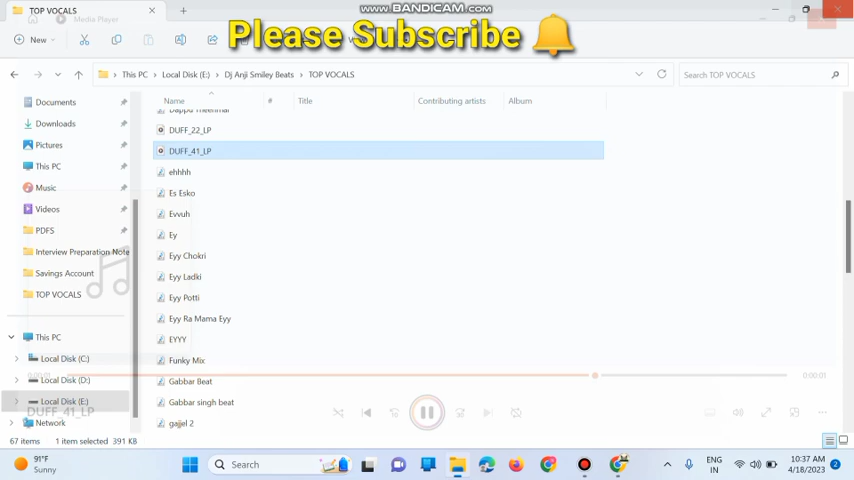 TOP VOCALS
Media Player
WWW.BANDICAM.COM
Please Subscribe
New
This PC
Local Disk (E:)
Dj Anji Smiley Beats
TOP VOCALS
Search TOP VOCALS
Name
#
Title
Contributing artists
Album
Documents
Downloads
Pictures
This PC
Music
Videos
PDFS
Interview Preparation Note
Savings Account
TOP VOCALS
This PC
Local Disk (C:)
Local Disk (D:)
Local Disk (E:)
Network
DUFF_22_LP
DUFF_41_LP
ehhhh
Es Esko
Evvuh
Ey
Eyy Chokri
Eyy Ladki
Eyy Potti
Eyy Ra Mama Eyy
EYYY
Funky Mix
Gabbar Beat
Gabbar singh beat
gajjel 2
0:00:01
0:00:01
DUFF_41_LP
67 items
1 item selected
391 KB
91°F
Sunny
Search
ENG
IN
10:37 AM
4/18/2023
2